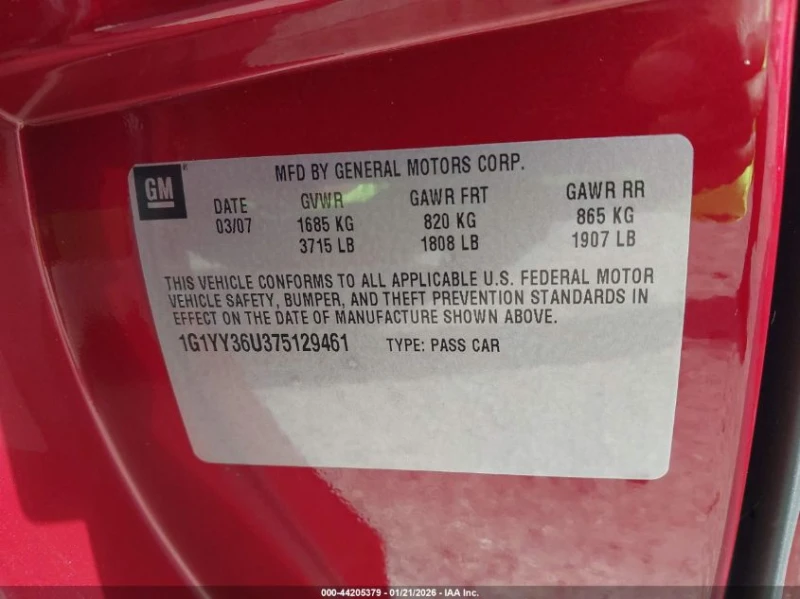 GM
MFD BY GENERAL MOTORS CORP.
DATE GVWR GAWR FRT GAWR RR
03/07 1685 KG 820 KG 865 KG
3715 LB 1808 LB 1907 LB
THIS VEHICLE CONFORMS TO ALL APPLICABLE U.S. FEDERAL MOTOR
VEHICLE SAFETY, BUMPER, AND THEFT PREVENTION STANDARDS IN
EFFECT ON THE DATE OF MANUFACTURE SHOWN ABOVE.
1G1YY36U375129461 TYPE: PASS CAR
000-44205379 - 01/21/2026 - IAA Inc.